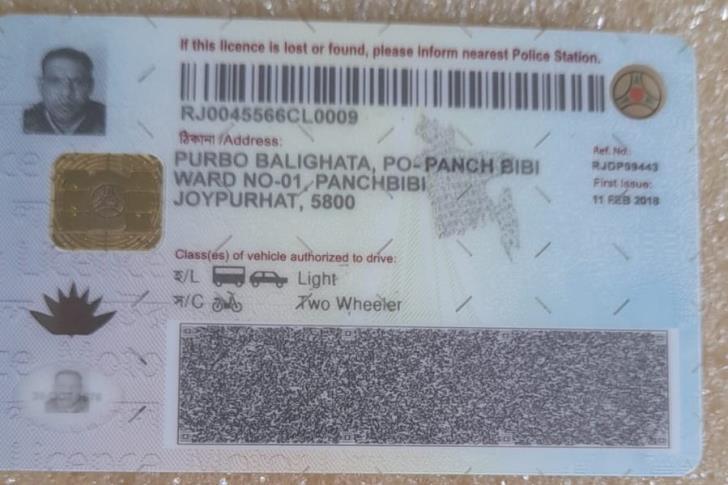 If this licence is lost or found, please inform nearest Police Station.
RJ0045566CL0009
ঠিকানা /Address:
PURBO BALIGHATA, PO- PANCH BIBI
WARD NO-01, PANCHBIBI
JOYPURHAT, 5800
Ref. No.:
RJDP99443
First Issue:
11 FEB 2018
Class(es) of vehicle authorized to drive:
হ/L Light
ম/C Two Wheeler